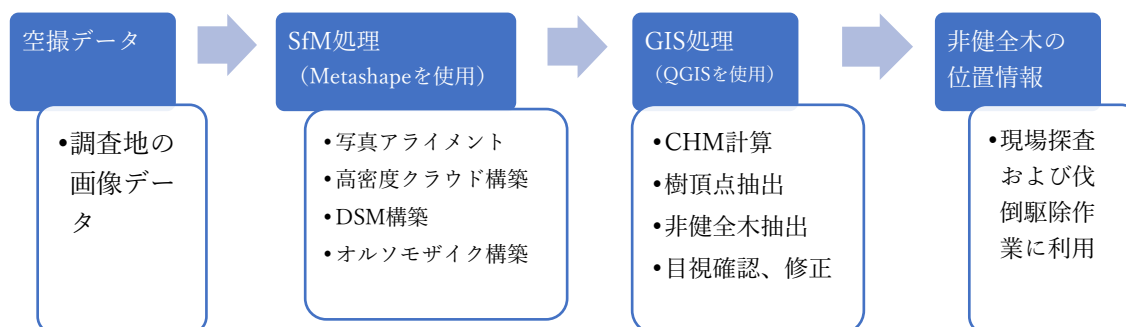 空撮データ
•調査地の
画像デー
タ
SfM処理
（Metashapeを使用）
•写真アライメント
•高密度クラウド構築
•DSM構築
•オルソモザイク構築
GIS処理
（QGISを使用）
•CHM計算
•樹頂点抽出
•非健全木抽出
•目視確認、修正
非健全木の
位置情報
•現場探査
および伐
倒駆除作
業に利用